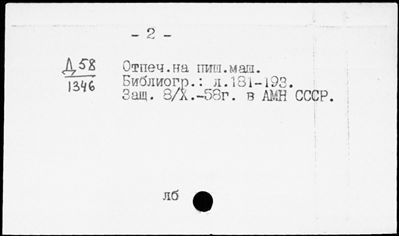 - 2 -
Д 58
1346
Отпеч.на пиш.маш.
Библиогр.: л.181-193.
Защ. 8/X.-58г. в АМН СССР.
лб